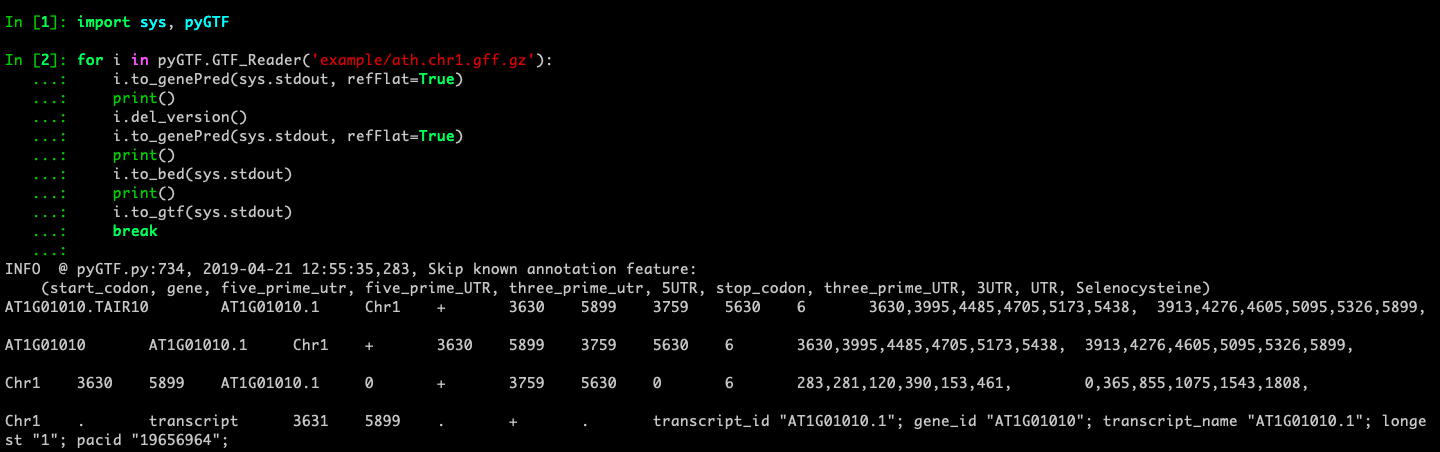 In [1]: import sys, pyGTF
In [2]: for i in pyGTF.GTF_Reader('example/ath.chr1.gff.gz'):
   ...:     i.to_genePred(sys.stdout, refFlat=True)
   ...:     print()
   ...:     i.del_version()
   ...:     i.to_genePred(sys.stdout, refFlat=True)
   ...:     print()
   ...:     i.to_bed(sys.stdout)
   ...:     print()
   ...:     i.to_gtf(sys.stdout)
   ...:     break
   ...:
INFO  @ pyGTF.py:734, 2019-04-21 12:55:35,283, Skip known annotation feature:
    (start_codon, gene, five_prime_utr, five_prime_UTR, three_prime_utr, 5UTR, stop_codon, three_prime_UTR, 3UTR, UTR, Selenocysteine)
AT1G01010.TAIR10        AT1G01010.1     Chr1    +       3630    5899    3759    5630    6       3630,3995,4485,4705,5173,5438,  3913,4276,4605,5095,5326,5899,
AT1G01010       AT1G01010.1     Chr1    +       3630    5899    3759    5630    6       3630,3995,4485,4705,5173,5438,  3913,4276,4605,5095,5326,5899,
Chr1    3630    5899    AT1G01010.1     0       +       3759    5630    0       6       283,281,120,390,153,461,        0,365,855,1075,1543,1808,
Chr1    .       transcript      3631    5899    .       +       .       transcript_id "AT1G01010.1"; gene_id "AT1G01010"; transcript_name "AT1G01010.1"; longe
st "1"; pacid "19656964";